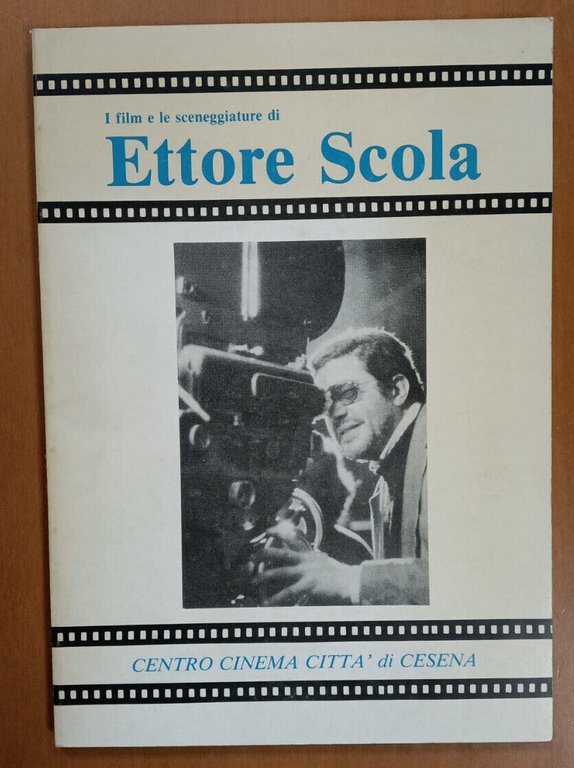 I film e le sceneggiature di
Ettore Scola
CENTRO CINEMA CITTA' di CESENA